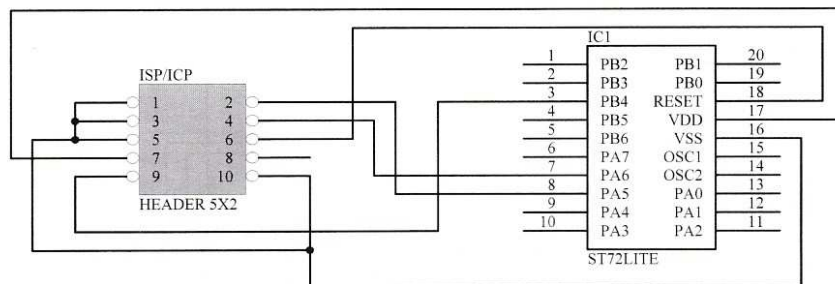 ISP/ICP
1 2
3 4
5 6
7 8
9 10
HEADER 5X2
IC1
1 PB2 PB1 20
2 PB3 PB0 19
3 PB4 RESET 18
4 PB5 VDD 17
5 PB6 VSS 16
6 PA7 OSC1 15
7 PA6 OSC2 14
8 PA5 PA0 13
9 PA4 PA1 12
10 PA3 PA2 11
ST72LITE